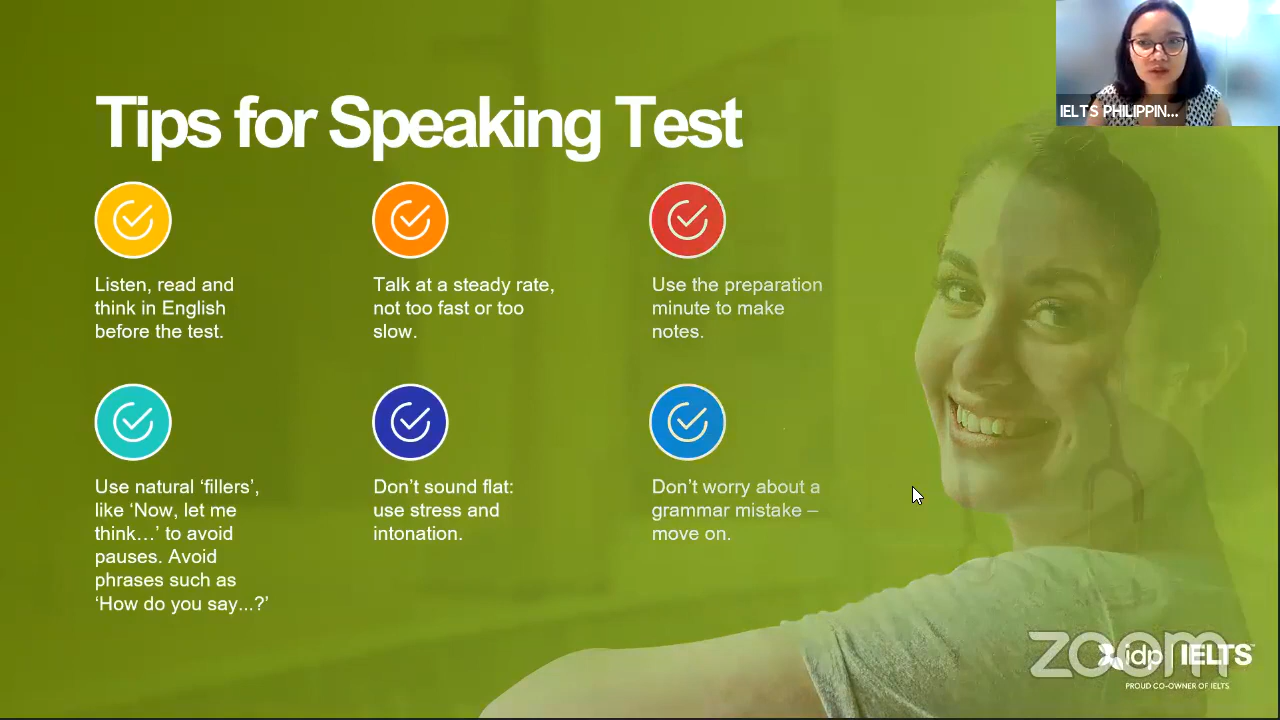 IELTS PHILIPPIN...
Tips for Speaking Test
Listen, read and
think in English
before the test.
Talk at a steady rate,
not too fast or too
slow.
Use the preparation
minute to make
notes.
Use natural ‘fillers’,
like ‘Now, let me
think…’ to avoid
pauses. Avoid
phrases such as
‘How do you say...?’
Don’t sound flat:
use stress and
intonation.
Don’t worry about a
grammar mistake –
move on.
zoom
idp | IELTS™
PROUD CO-OWNER OF IELTS